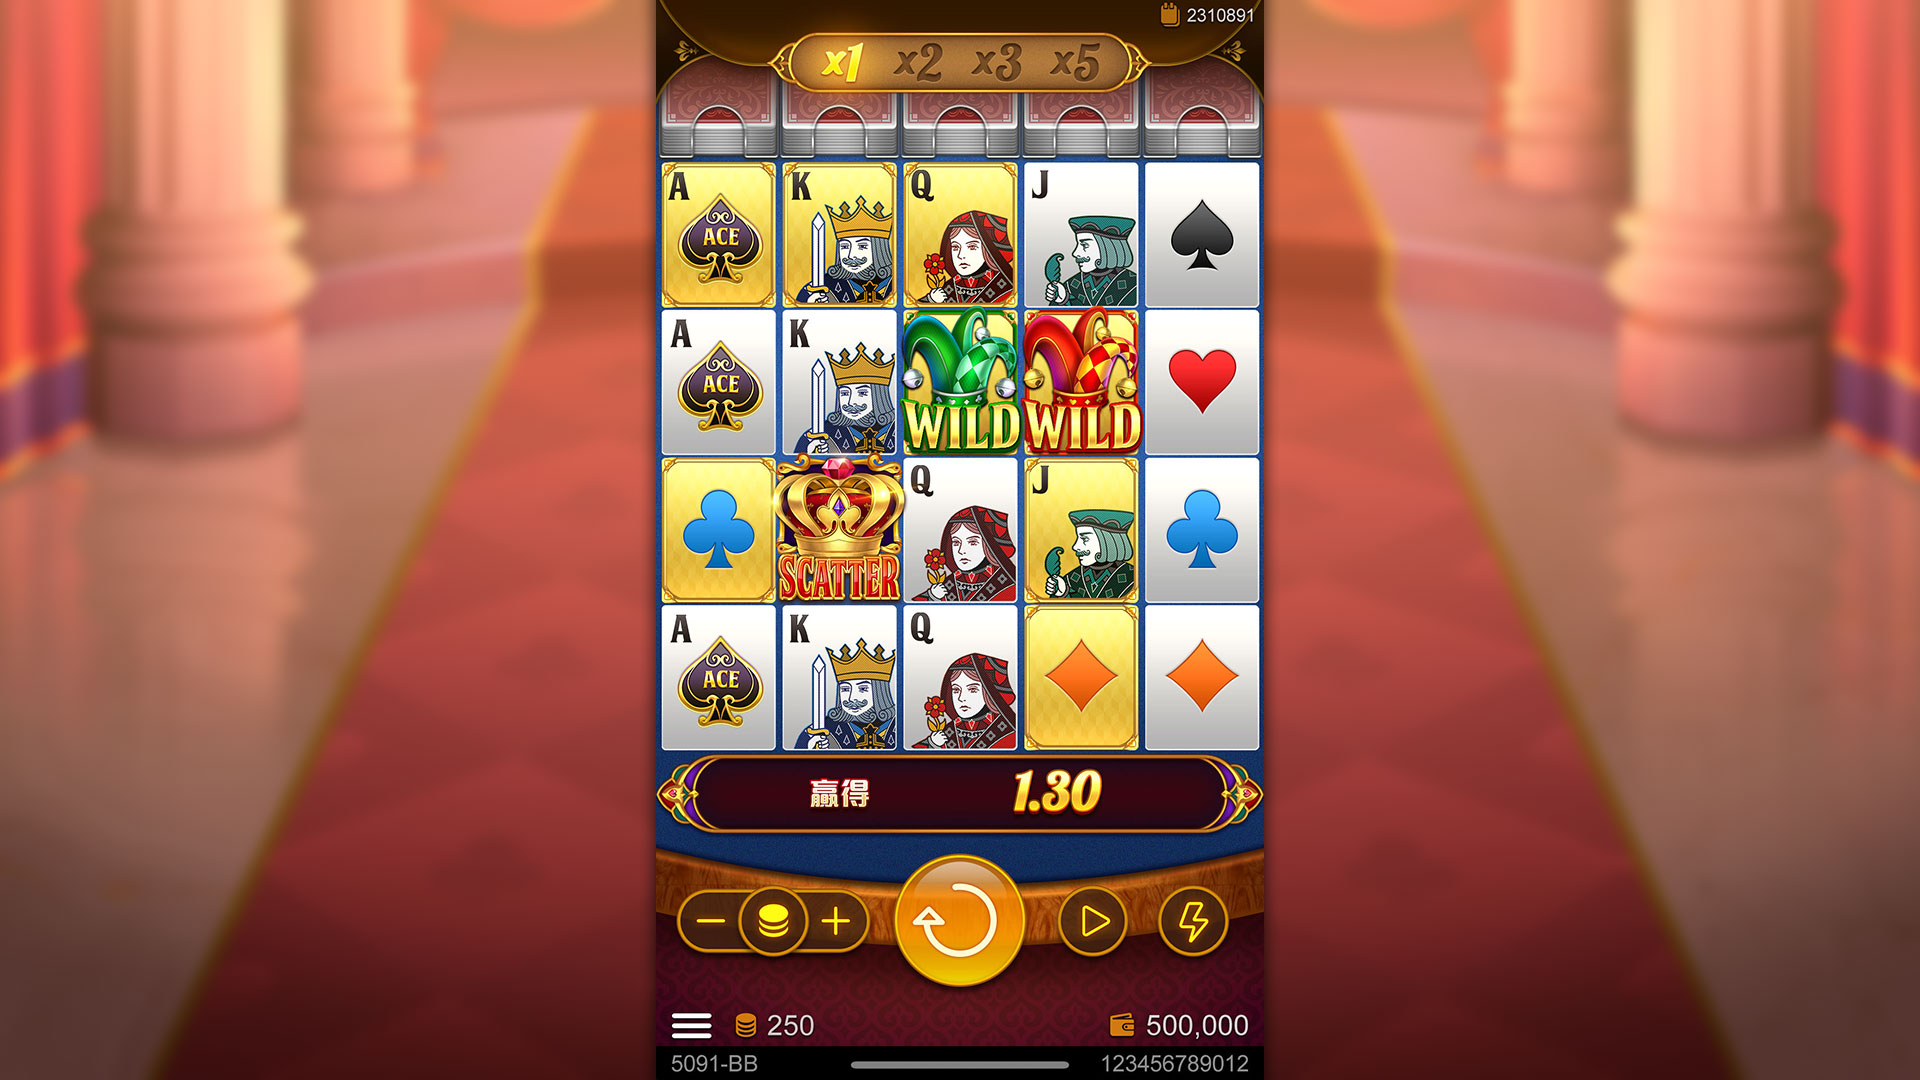 2310891
x1 x2 x3 x5
A K Q J
ACE
A K
ACE
WILD WILD
Q J
SCATTER
A K Q
ACE
贏得 1.30
250 500,000
5091-BB 123456789012